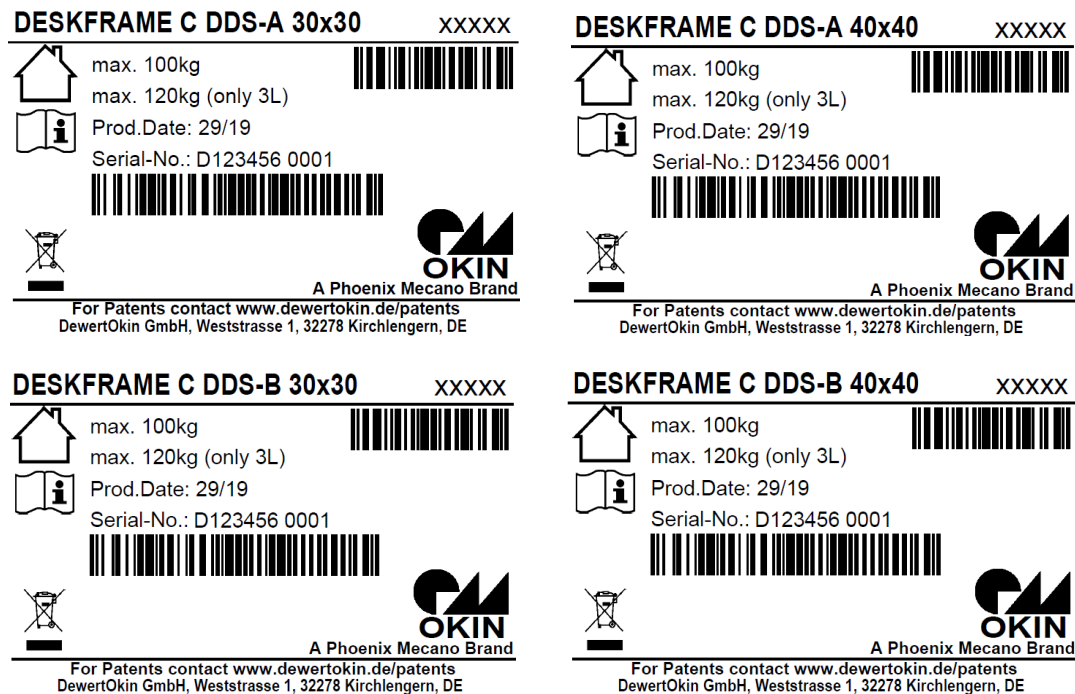 DESKFRAME C DDS-A 30x30 XXXXX
max. 100kg
max. 120kg (only 3L)
Prod.Date: 29/19
Serial-No.: D123456 0001
OKIN
A Phoenix Mecano Brand
For Patents contact www.dewertokin.de/patents
DewertOkin GmbH, Weststrasse 1, 32278 Kirchlengern, DE
DESKFRAME C DDS-A 40x40 XXXXX
max. 100kg
max. 120kg (only 3L)
Prod.Date: 29/19
Serial-No.: D123456 0001
OKIN
A Phoenix Mecano Brand
For Patents contact www.dewertokin.de/patents
DewertOkin GmbH, Weststrasse 1, 32278 Kirchlengern, DE
DESKFRAME C DDS-B 30x30 XXXXX
max. 100kg
max. 120kg (only 3L)
Prod.Date: 29/19
Serial-No.: D123456 0001
OKIN
A Phoenix Mecano Brand
For Patents contact www.dewertokin.de/patents
DewertOkin GmbH, Weststrasse 1, 32278 Kirchlengern, DE
DESKFRAME C DDS-B 40x40 XXXXX
max. 100kg
max. 120kg (only 3L)
Prod.Date: 29/19
Serial-No.: D123456 0001
OKIN
A Phoenix Mecano Brand
For Patents contact www.dewertokin.de/patents
DewertOkin GmbH, Weststrasse 1, 32278 Kirchlengern, DE